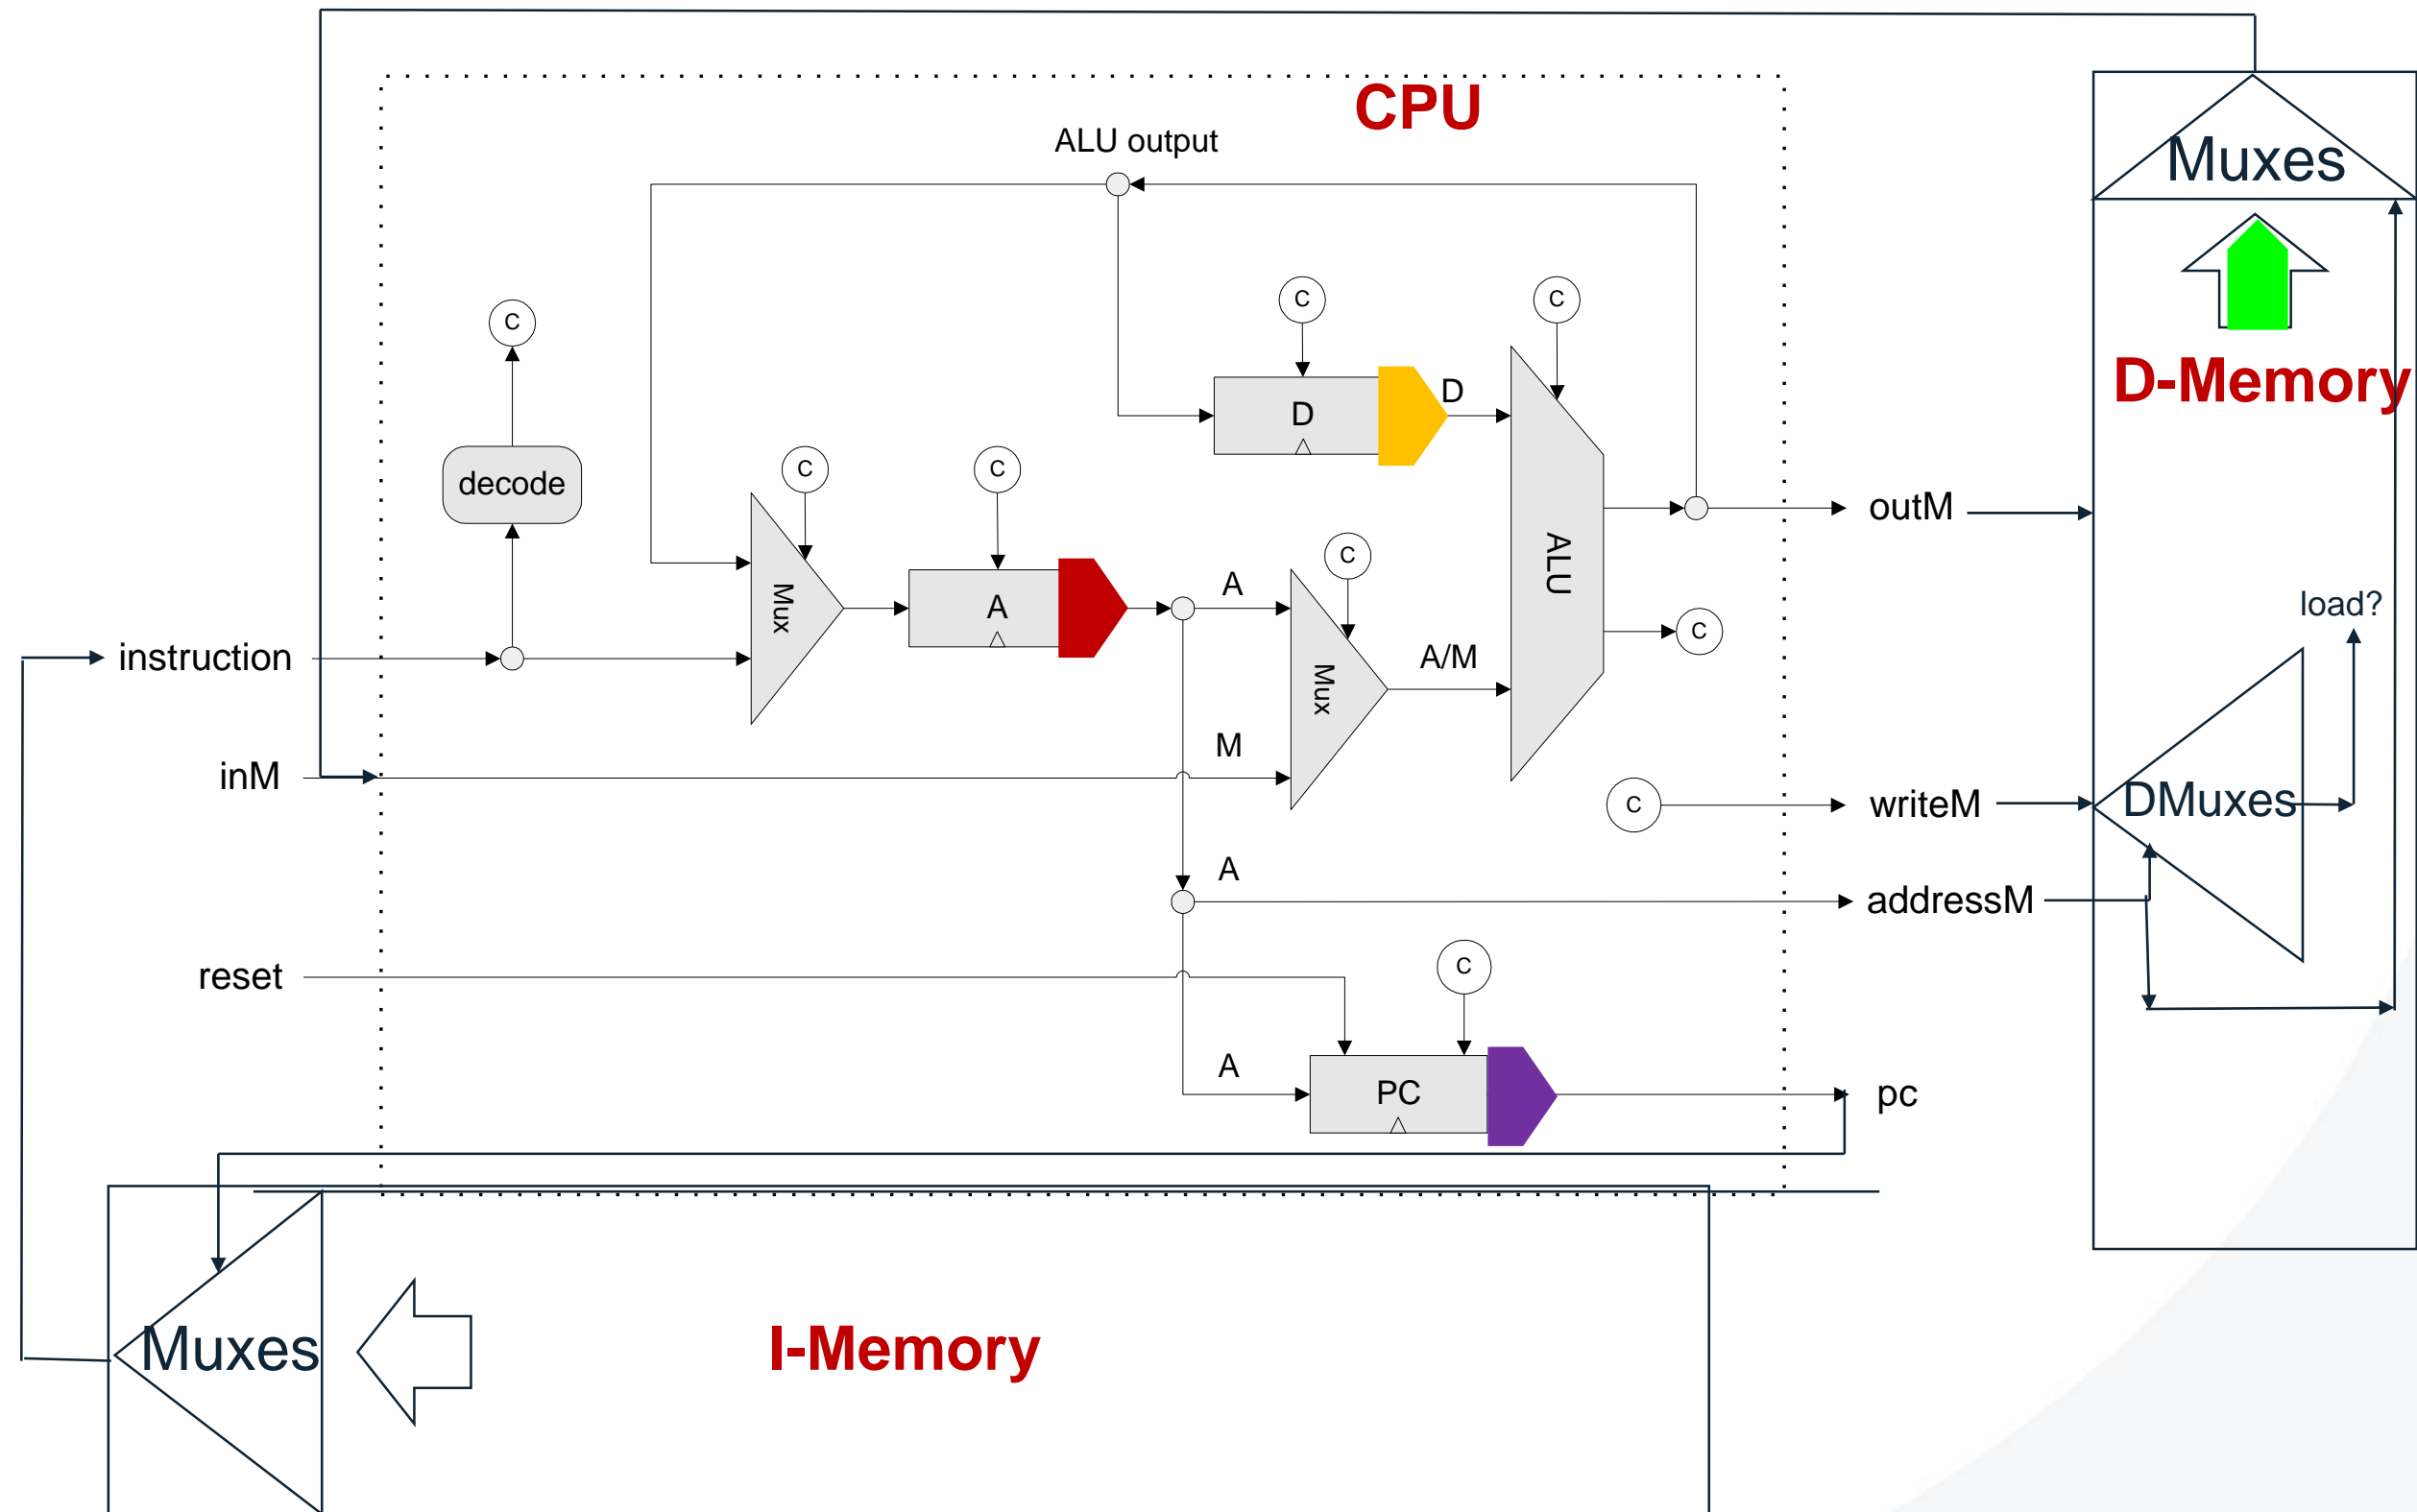 CPU
ALU output
Muxes
C
C
C
D-Memory
D
D
decode
C
C
outM
Mux
A
A
C
ALU
load?
instruction
A/M
C
Mux
inM
M
C
writeM
DMuxes
A
addressM
reset
C
A
PC
pc
Muxes
I-Memory